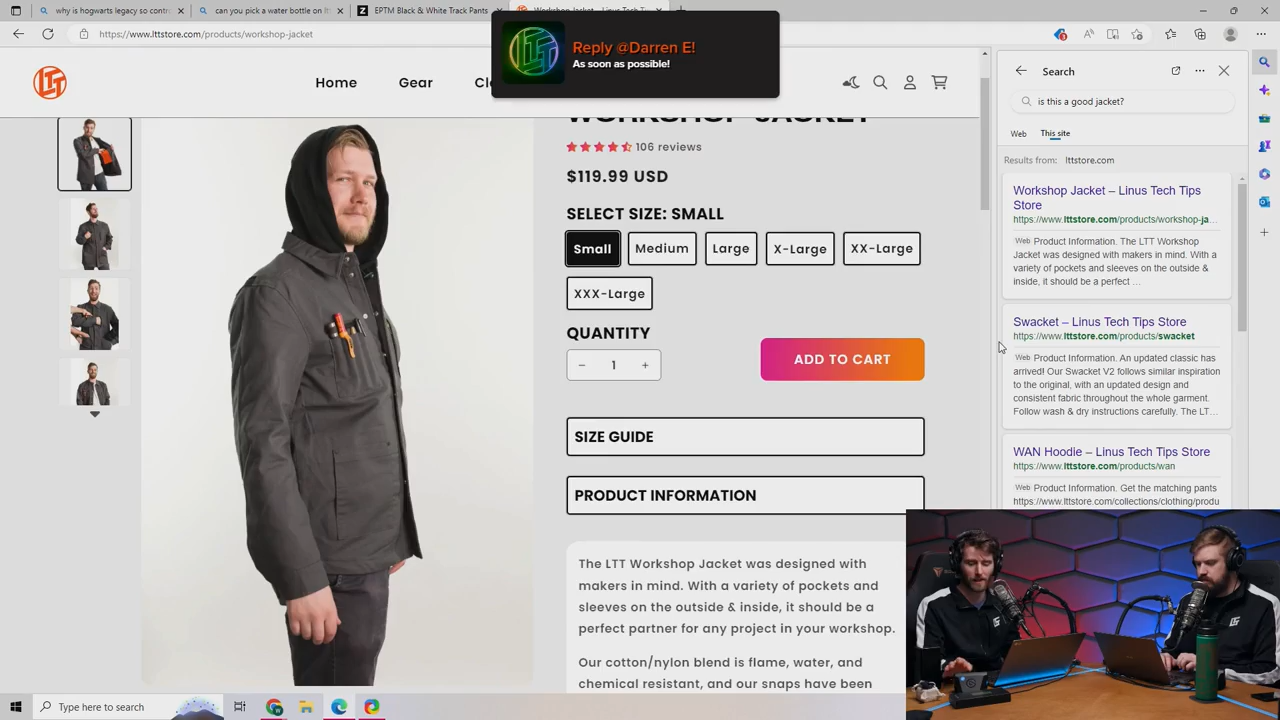 why is hogwarts legacy so contr
can you pick a water bottle on lt
EPTM Black & White Track Pants
Workshop Jacket – Linus Tech Ti
https://www.lttstore.com/products/workshop-jacket
LTT
Reply @Darren E!
As soon as possible!
LTT
Home
Gear
WORKSHOP JACKET
106 reviews
$119.99 USD
SELECT SIZE: SMALL
Small
Medium
Large
X-Large
XX-Large
XXX-Large
QUANTITY
− 1 +
ADD TO CART
SIZE GUIDE
PRODUCT INFORMATION
The LTT Workshop Jacket was designed with
makers in mind. With a variety of pockets and
sleeves on the outside & inside, it should be a
perfect partner for any project in your workshop.
Our cotton/nylon blend is flame, water, and
chemical resistant, and our snaps have been
Search
is this a good jacket?
Web
This site
Results from: lttstore.com
Workshop Jacket – Linus Tech Tips
Store
https://www.lttstore.com/products/workshop-ja...
Web Product Information. The LTT Workshop
Jacket was designed with makers in mind. With a
variety of pockets and sleeves on the outside &
inside, it should be a perfect ...
Swacket – Linus Tech Tips Store
https://www.lttstore.com/products/swacket
Web Product Information. An updated classic has
arrived! Our Swacket V2 follows similar inspiration
to the original, with an updated design and
consistent fabric throughout the whole garment.
Follow wash & dry instructions carefully. The LT...
WAN Hoodie – Linus Tech Tips Store
https://www.lttstore.com/products/wan
Web Product Information. Get the matching pants
https://www.lttstore.com/collections/clothing/produ
Type here to search